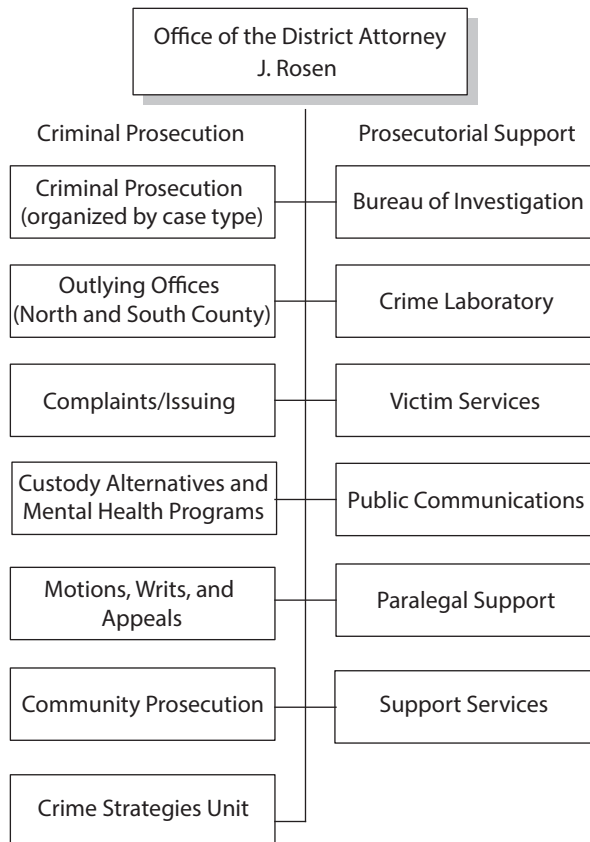 Office of the District Attorney
J. Rosen
Criminal Prosecution
Prosecutorial Support
Criminal Prosecution
(organized by case type)
Bureau of Investigation
Outlying Offices
(North and South County)
Crime Laboratory
Complaints/Issuing
Victim Services
Custody Alternatives and
Mental Health Programs
Public Communications
Motions, Writs, and
Appeals
Paralegal Support
Community Prosecution
Support Services
Crime Strategies Unit